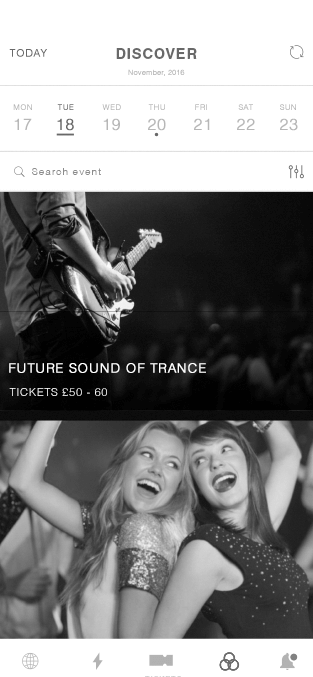 TODAY
DISCOVER
November, 2016
MON TUE WED THU FRI SAT SUN
17 18 19 20 21 22 23
Search event
FUTURE SOUND OF TRANCE
TICKETS £50 - 60